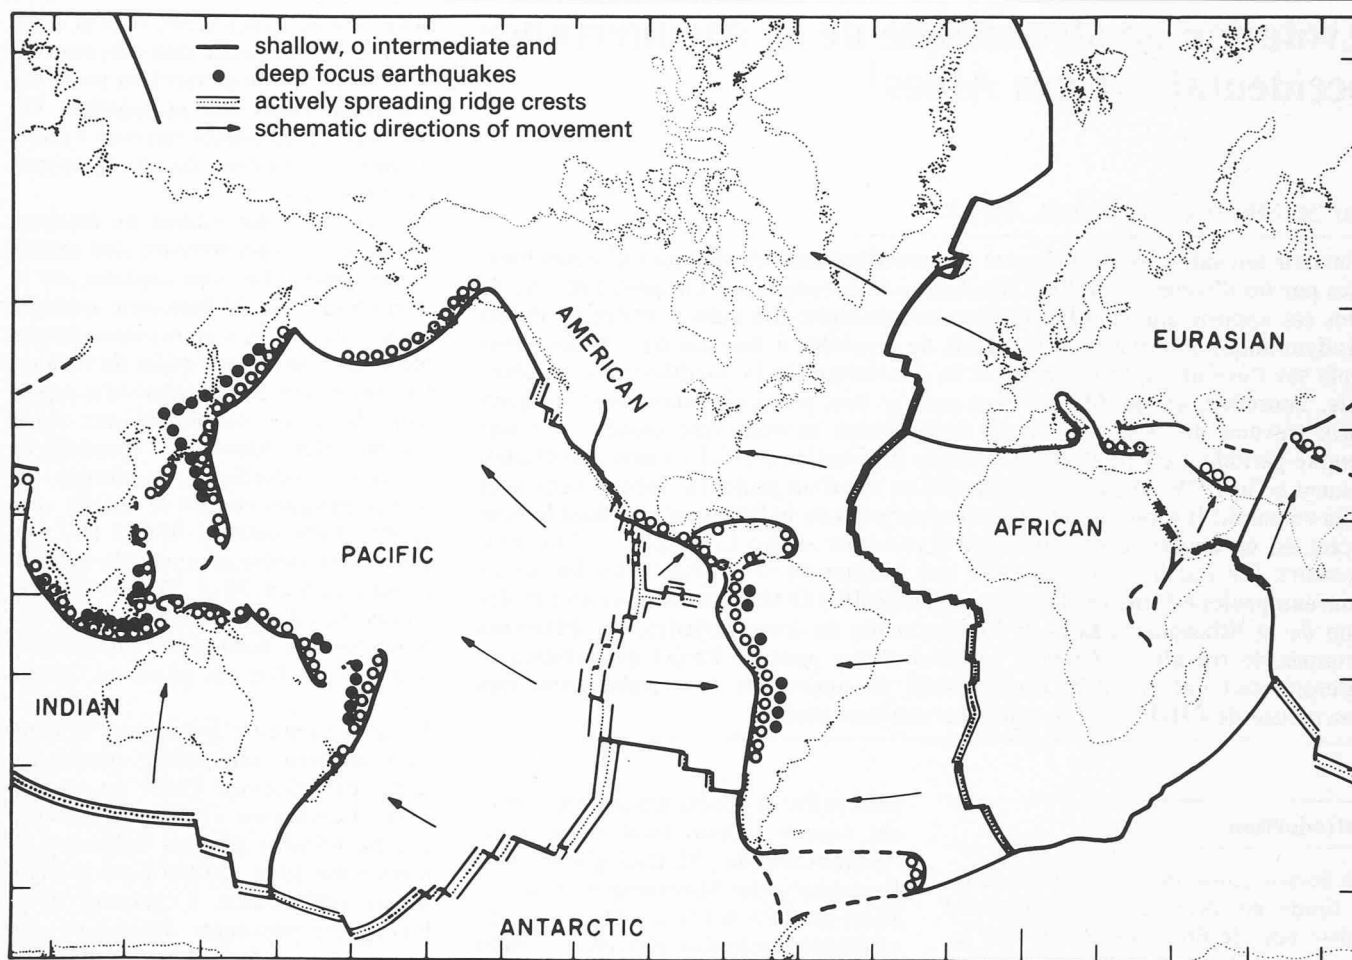 shallow, o intermediate and
deep focus earthquakes
actively spreading ridge crests
schematic directions of movement
AMERICAN
EURASIAN
AFRICAN
PACIFIC
INDIAN
ANTARCTIC